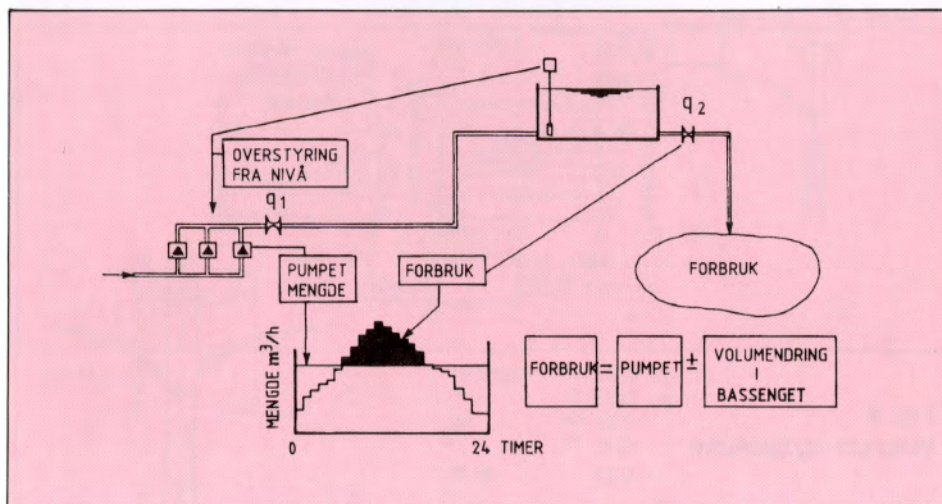 q2
OVERSTYRING
FRA NIVÅ
q1
PUMPET
MENGDE
FORBRUK
FORBRUK
MENGDE m³/h
0
24 TIMER
FORBRUK = PUMPET ± VOLUMENDRING
I
BASSENGET